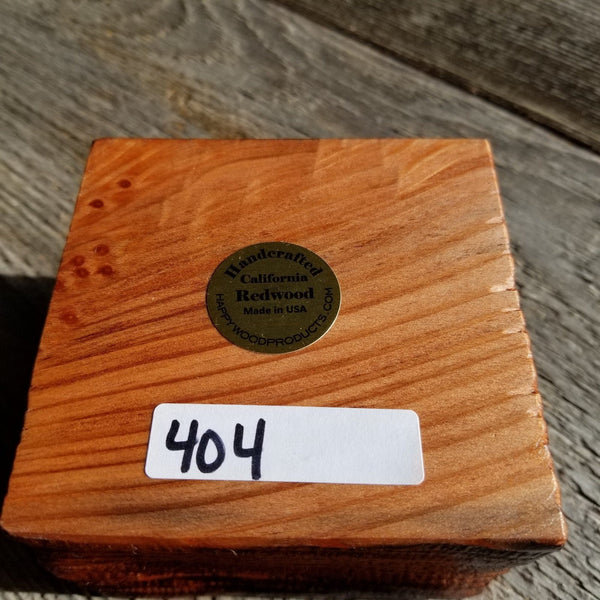 Handcrafted
California
Redwood
Made in USA
HAPPYWOODPRODUCTS.COM
404